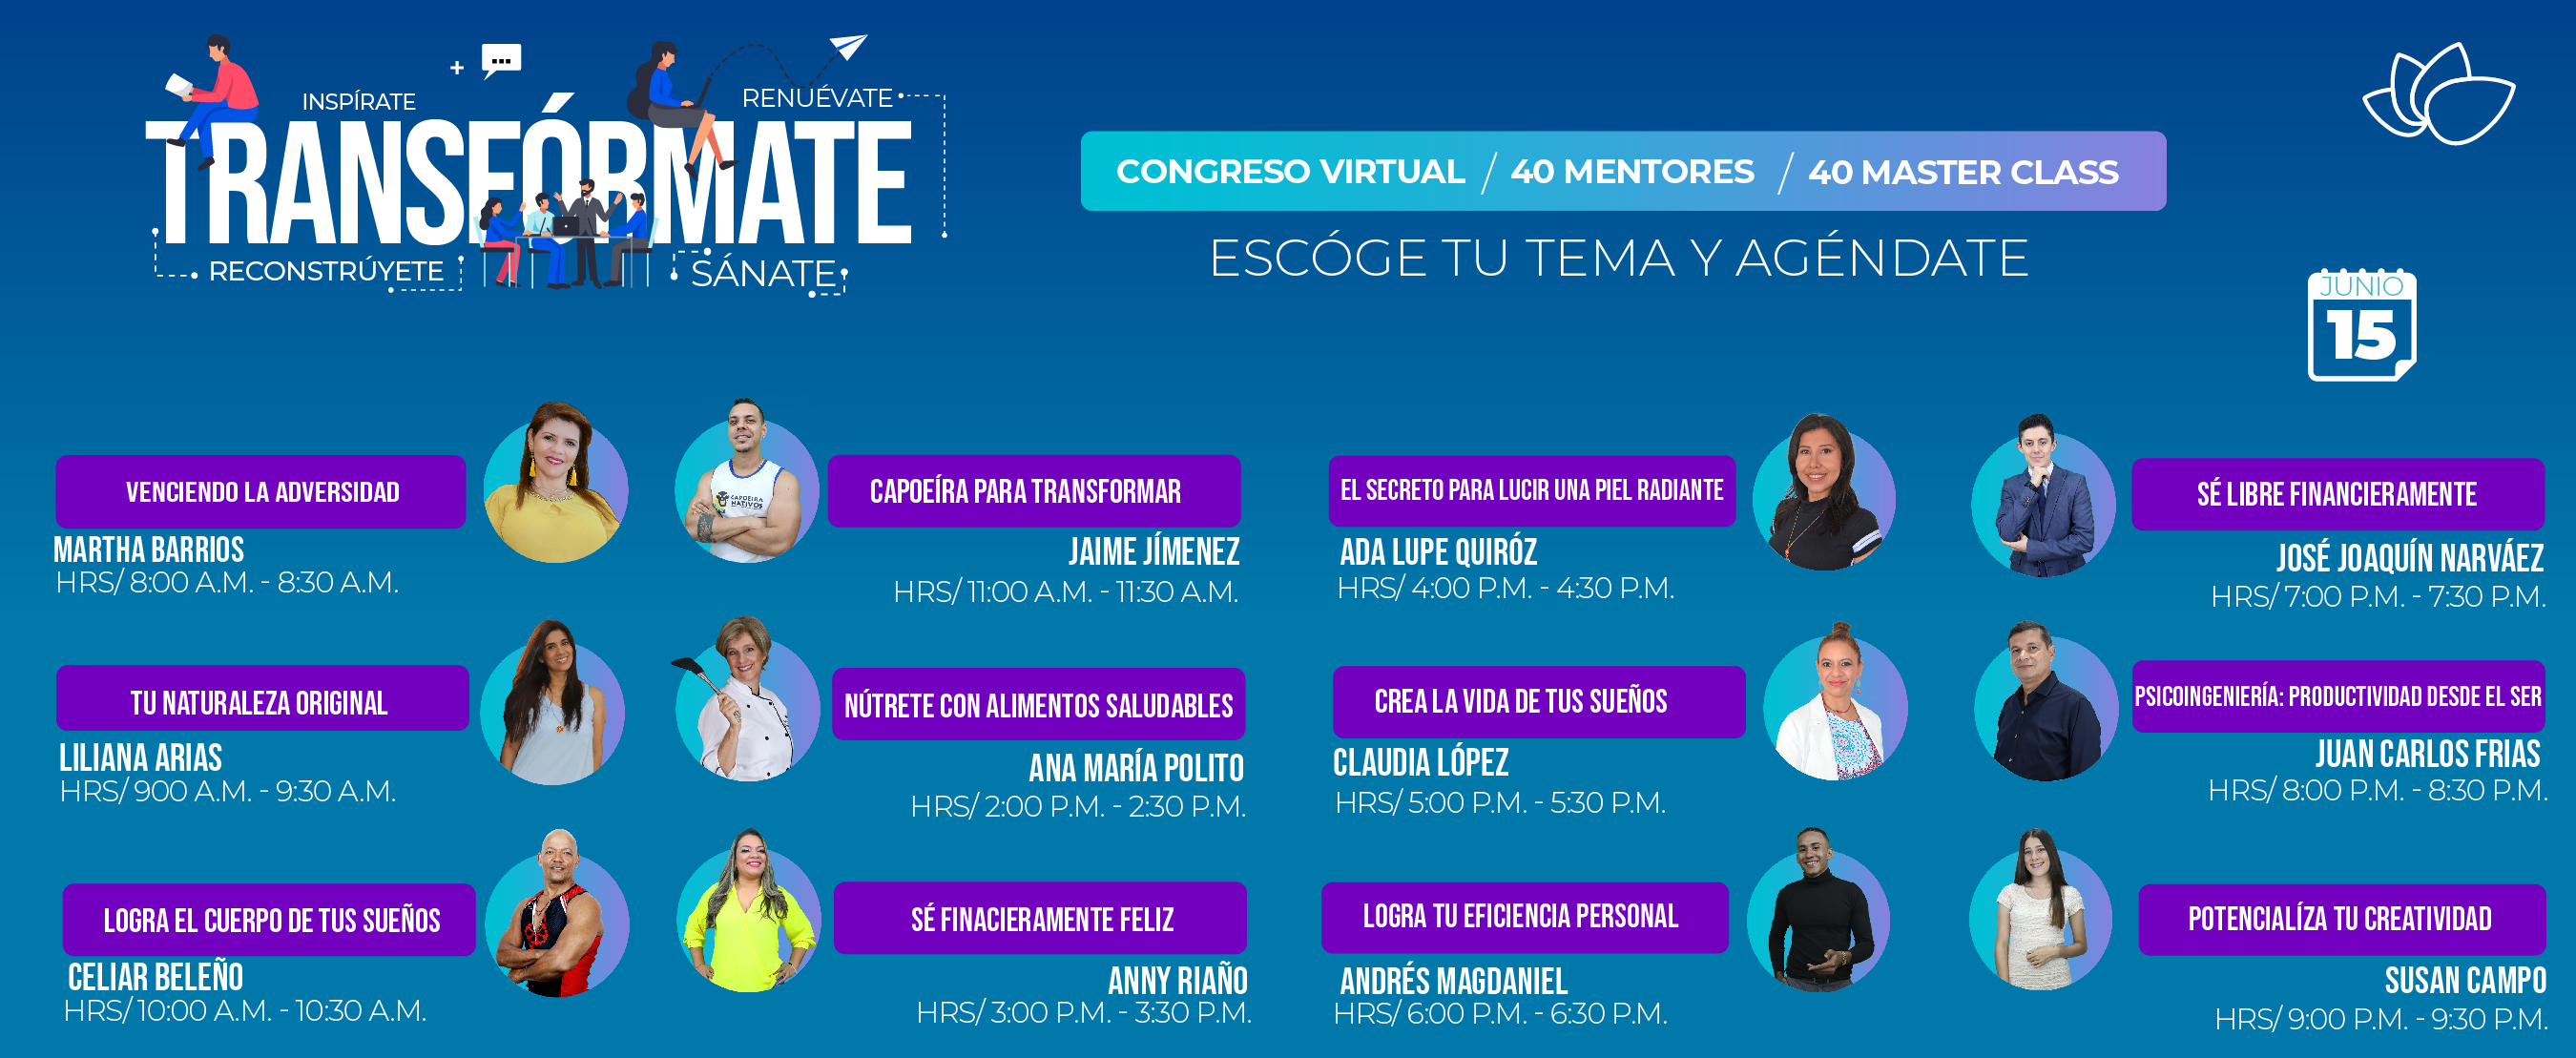 INSPÍRATE
RENUÉVATE
TRANSFÓRMATE
RECONSTRÚYETE
SÁNATE
CONGRESO VIRTUAL / 40 MENTORES / 40 MASTER CLASS
ESCÓGE TU TEMA Y AGÉNDATE
JUNIO
15
VENCIENDO LA ADVERSIDAD
MARTHA BARRIOS
HRS/ 8:00 A.M. - 8:30 A.M.
TU NATURALEZA ORIGINAL
LILIANA ARIAS
HRS/ 900 A.M. - 9:30 A.M.
LOGRA EL CUERPO DE TUS SUEÑOS
CELIAR BELEÑO
HRS/ 10:00 A.M. - 10:30 A.M.
CAPOEIRA
NATIVOS
CAPOEÍRA PARA TRANSFORMAR
JAIME JÍMENEZ
HRS/ 11:00 A.M. - 11:30 A.M.
NÚTRETE CON ALIMENTOS SALUDABLES
ANA MARÍA POLITO
HRS/ 2:00 P.M. - 2:30 P.M.
SÉ FINACIERAMENTE FELIZ
ANNY RIAÑO
HRS/ 3:00 P.M. - 3:30 P.M.
EL SECRETO PARA LUCIR UNA PIEL RADIANTE
ADA LUPE QUIRÓZ
HRS/ 4:00 P.M. - 4:30 P.M.
CREA LA VIDA DE TUS SUEÑOS
CLAUDIA LÓPEZ
HRS/ 5:00 P.M. - 5:30 P.M.
LOGRA TU EFICIENCIA PERSONAL
ANDRÉS MAGDANIEL
HRS/ 6:00 P.M. - 6:30 P.M.
SÉ LIBRE FINANCIERAMENTE
JOSÉ JOAQUÍN NARVÁEZ
HRS/ 7:00 P.M. - 7:30 P.M.
PSICOINGENIERÍA: PRODUCTIVIDAD DESDE EL SER
JUAN CARLOS FRIAS
HRS/ 8:00 P.M. - 8:30 P.M.
POTENCIALÍZA TU CREATIVIDAD
SUSAN CAMPO
HRS/ 9:00 P.M. - 9:30 P.M.